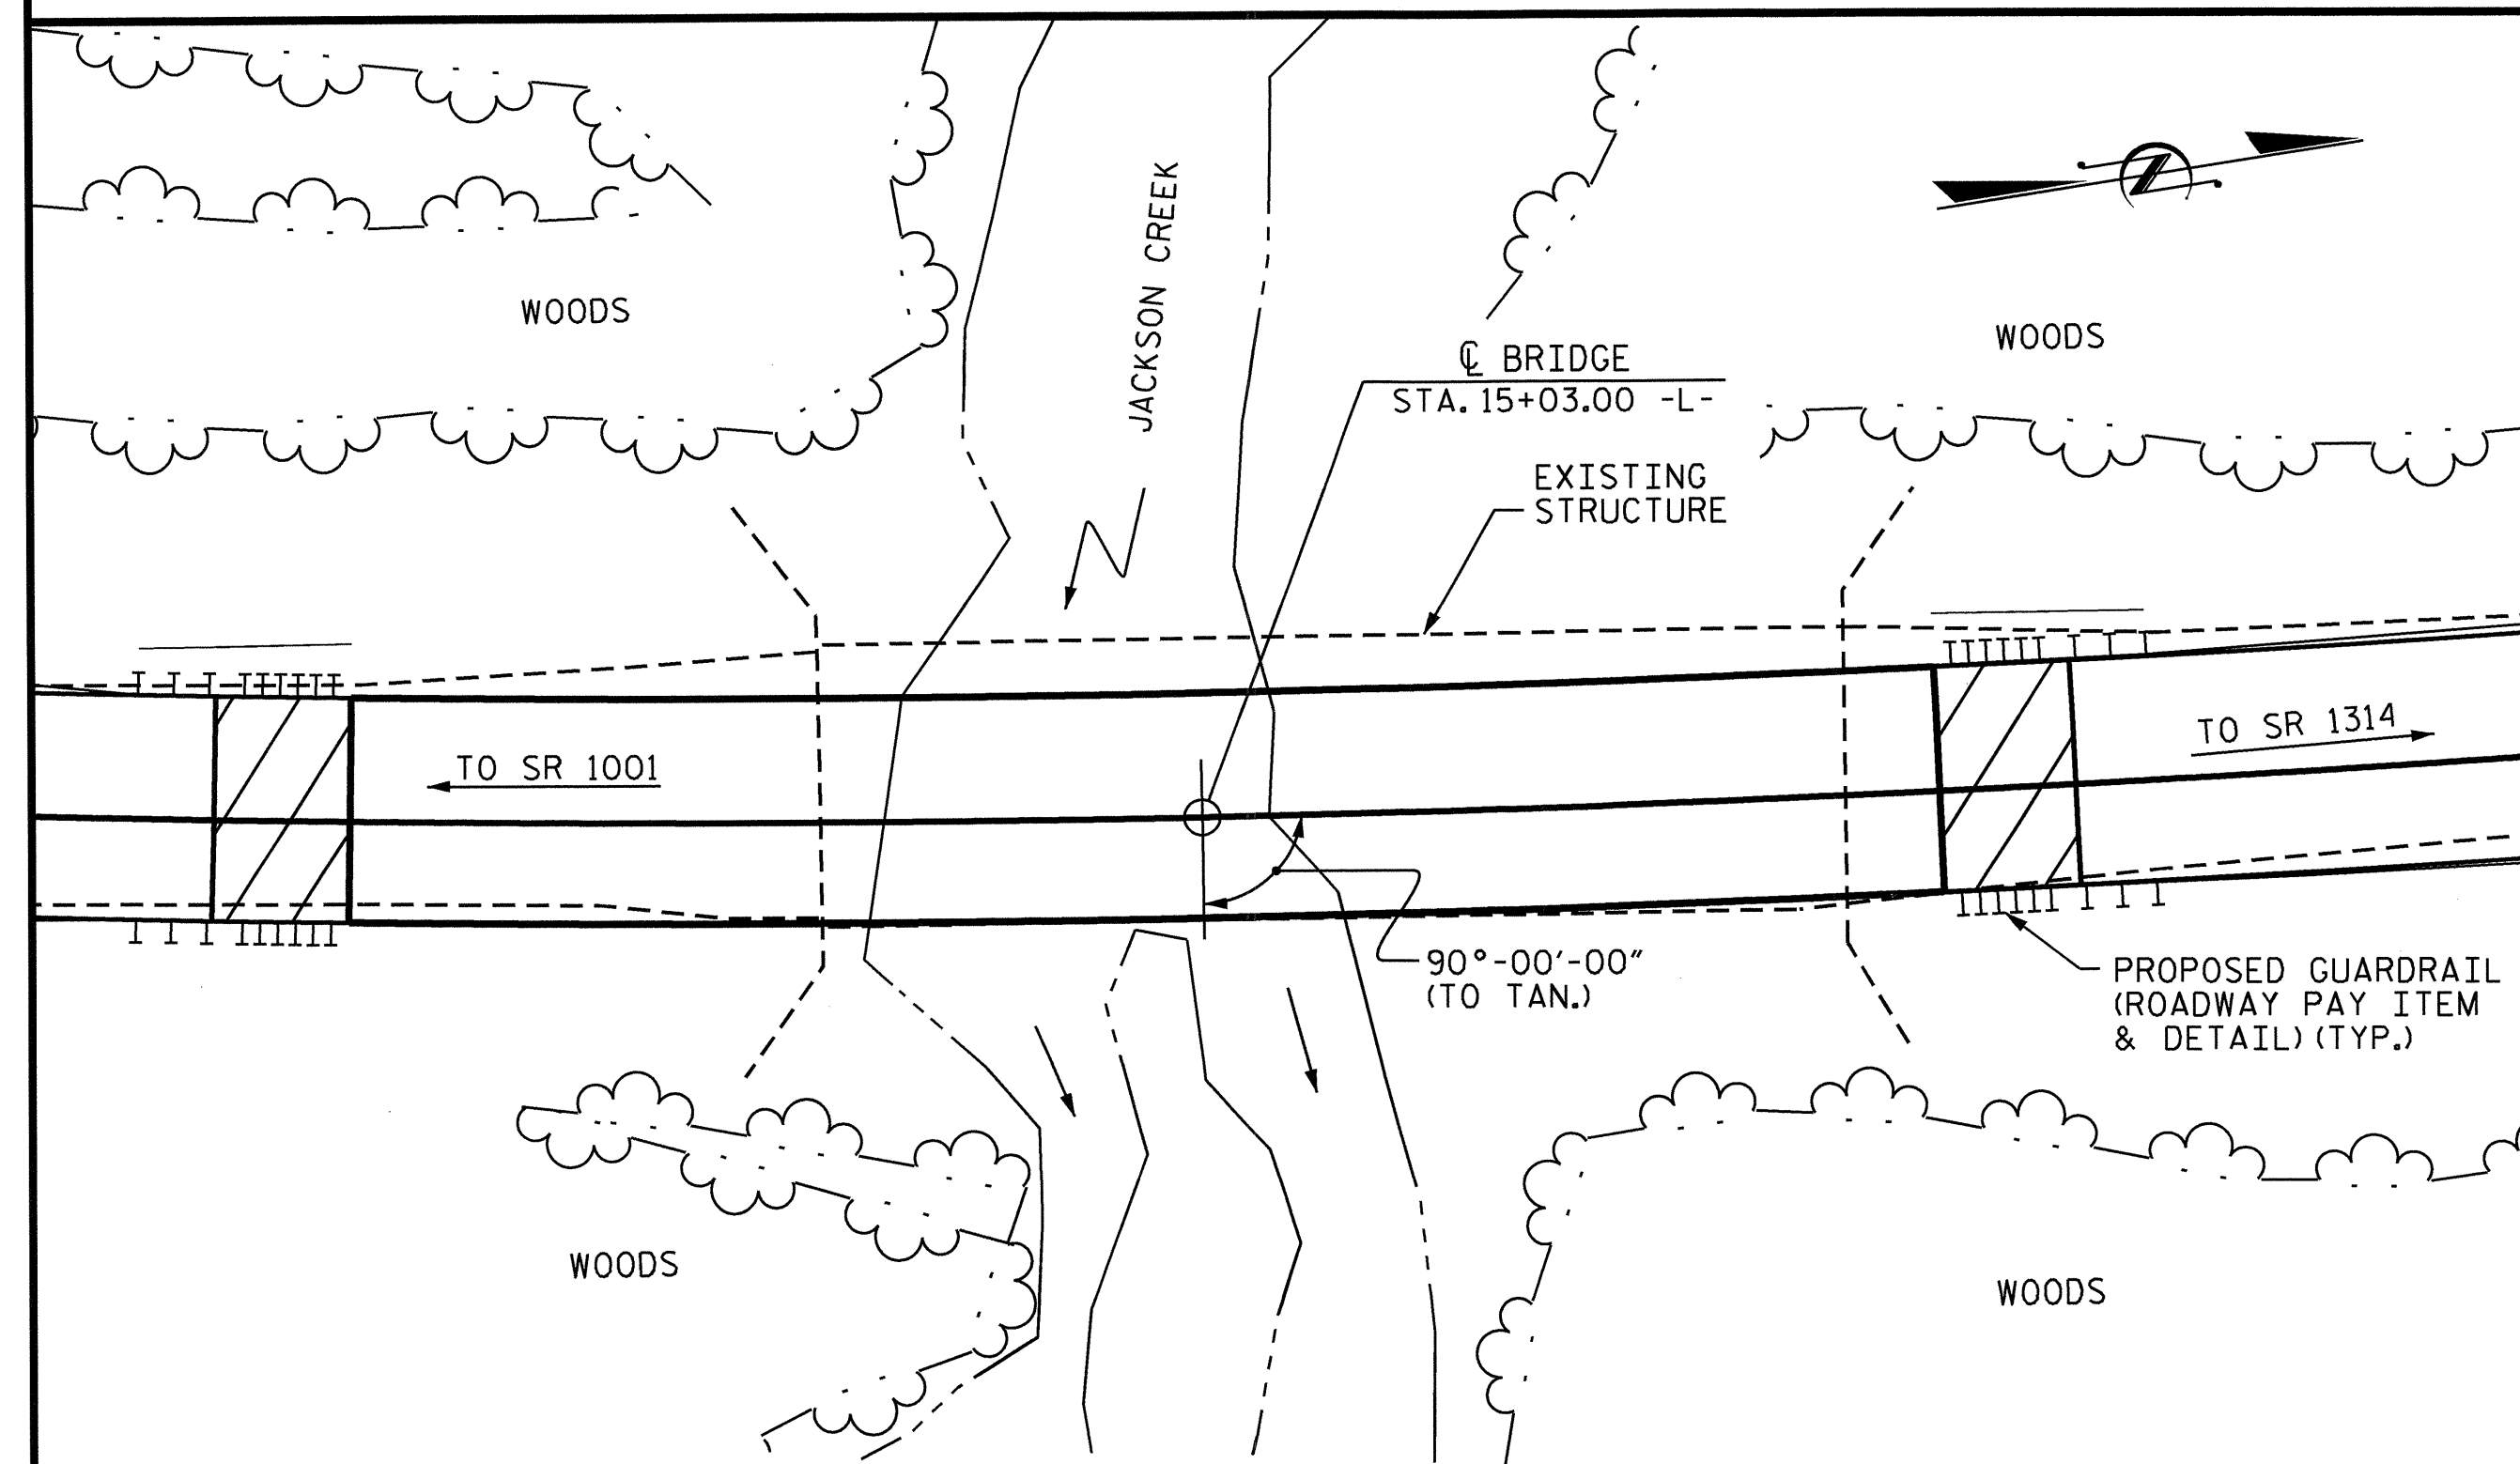 JACKSON CREEK
WOODS
WOODS
℄ BRIDGE
STA. 15+03.00 -L-
EXISTING
STRUCTURE
TO SR 1001
TO SR 1314
90°-00'-00"
(TO TAN.)
PROPOSED GUARDRAIL
(ROADWAY PAY ITEM
& DETAIL)(TYP.)
WOODS
WOODS
Z